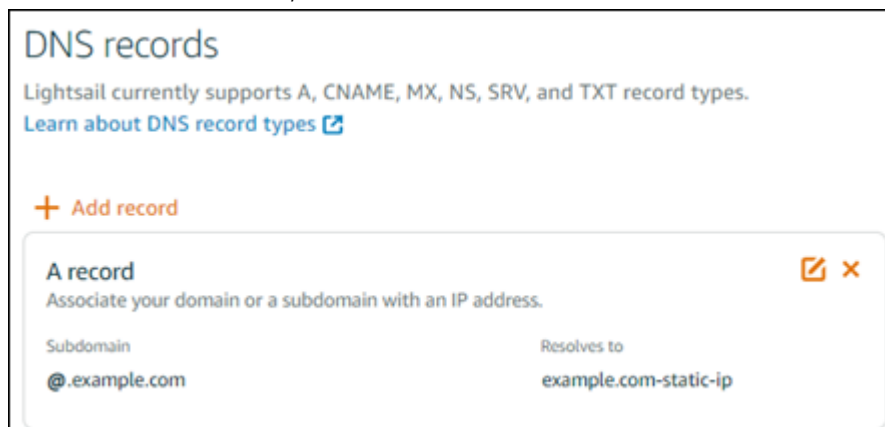 DNS records
Lightsail currently supports A, CNAME, MX, NS, SRV, and TXT record types.
Learn about DNS record types
+ Add record
A record
Associate your domain or a subdomain with an IP address.
Subdomain
Resolves to
@.example.com
example.com-static-ip